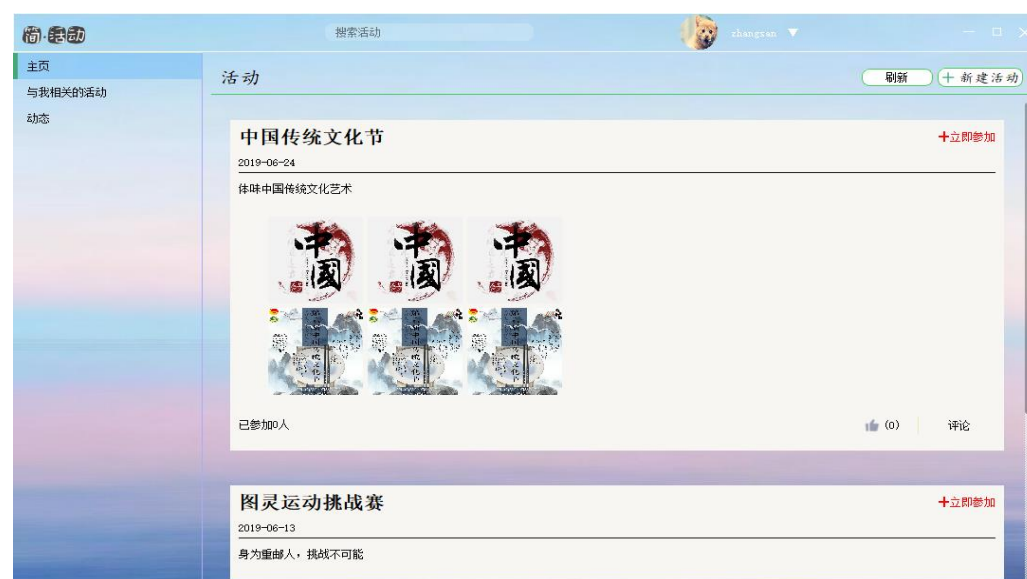 简·活动
搜索活动
zhangsan
主页
与我相关的活动
动态
活动
刷新
+ 新建活动
中国传统文化节
+立即参加
2019-06-24
体味中国传统文化艺术
中國 中國 中國
已参加0人
(0)
评论
图灵运动挑战赛
+立即参加
2019-06-13
身为重邮人，挑战不可能